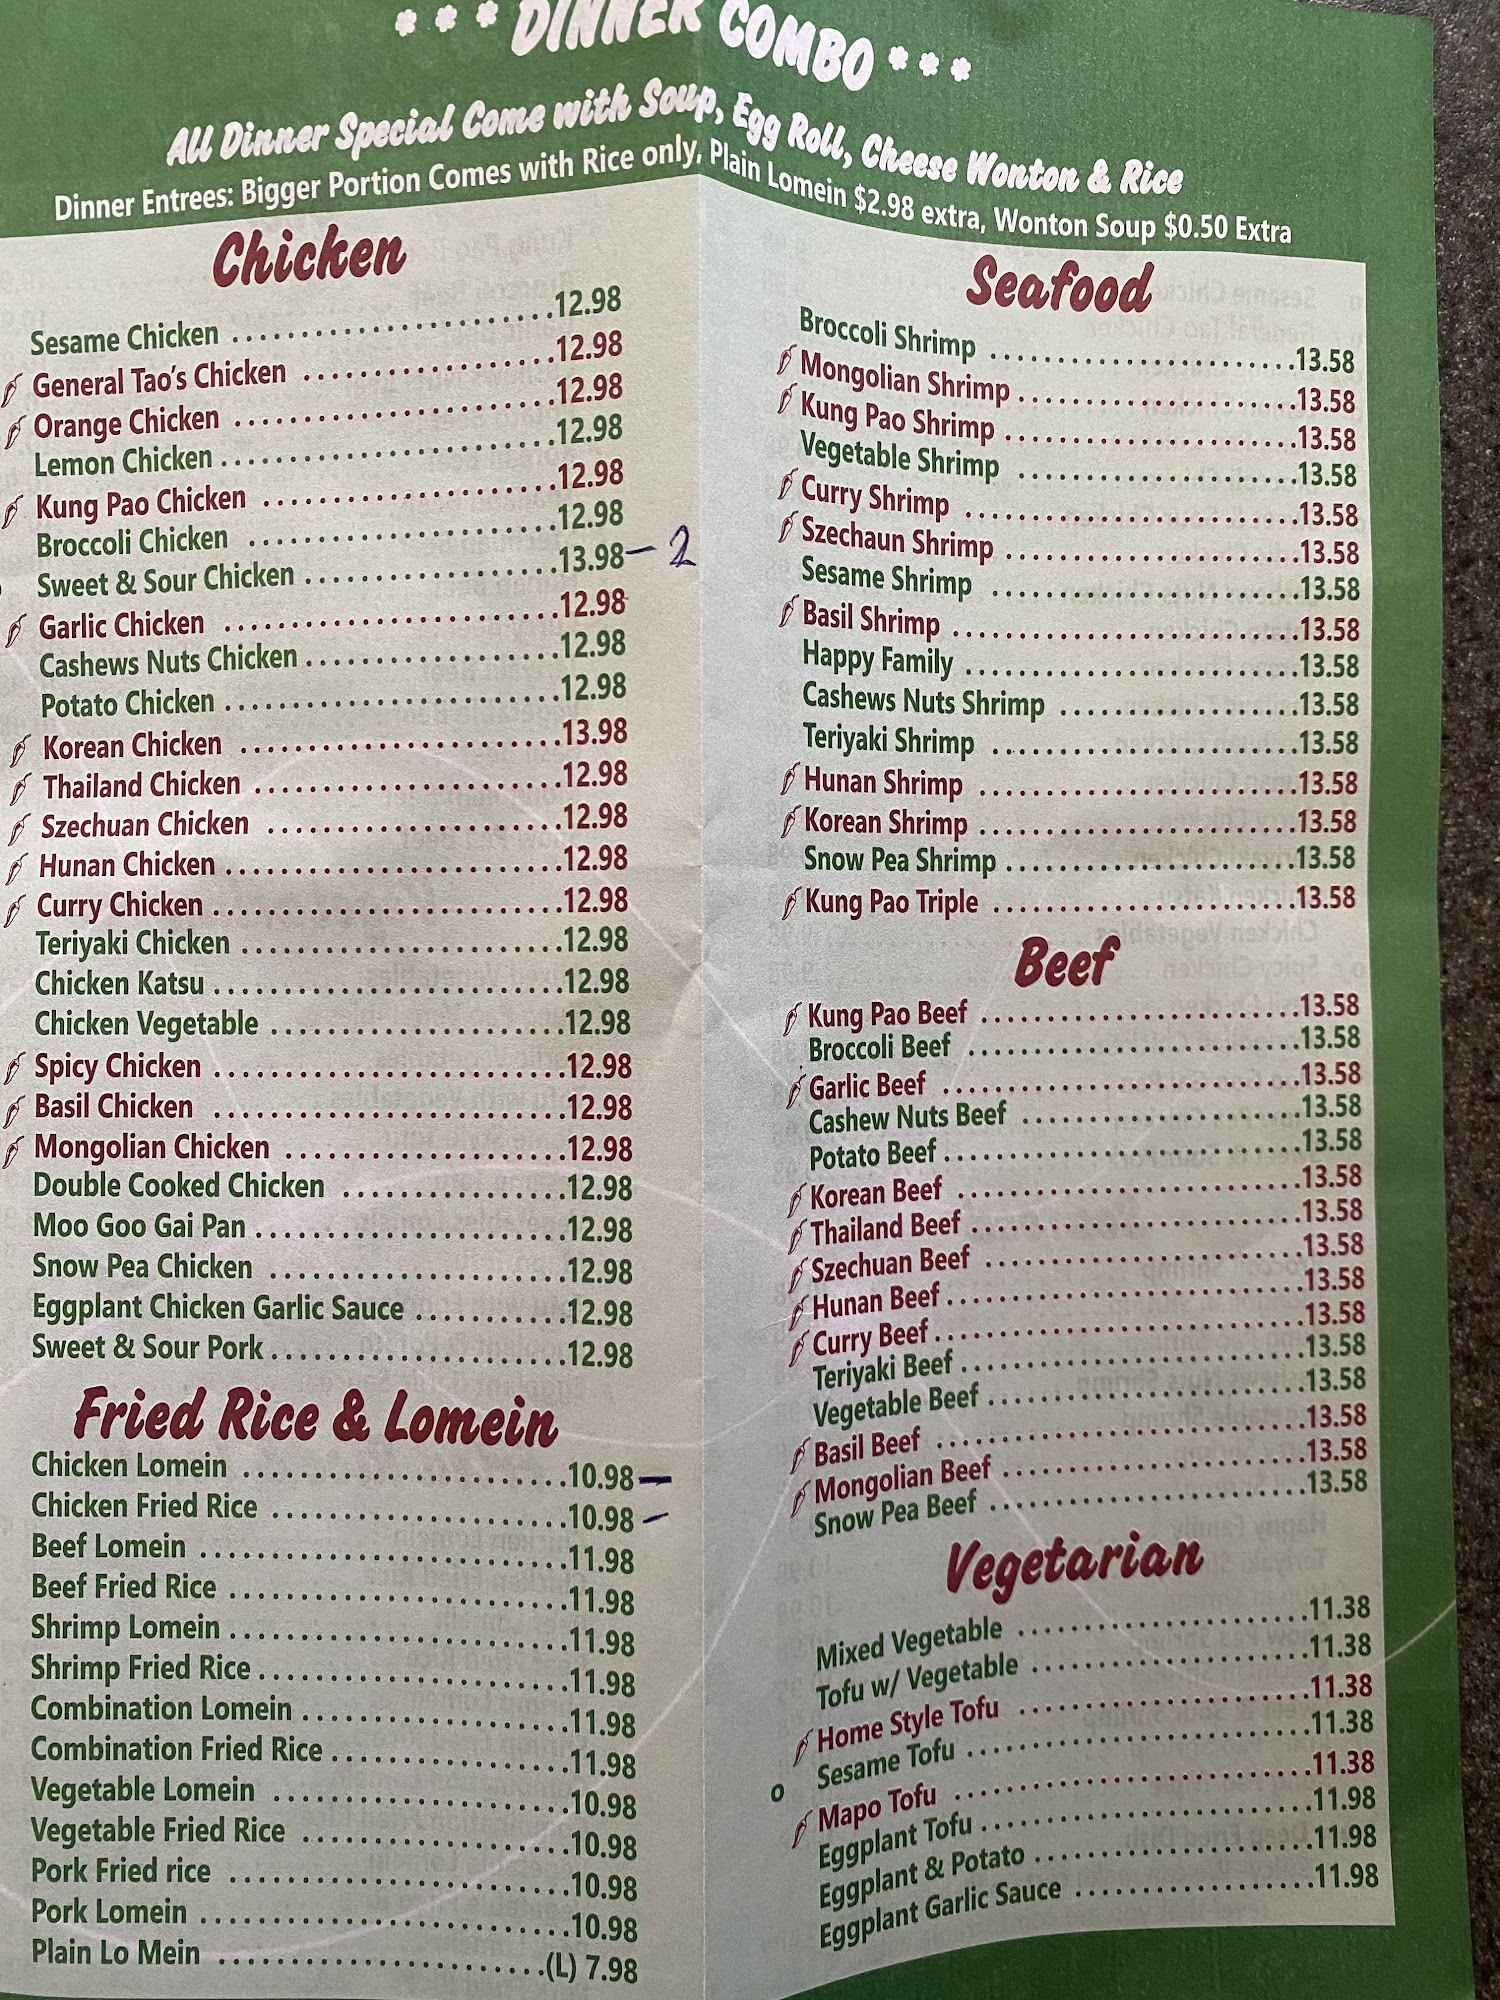 *** DINNER COMBO ***
All Dinner Special Come with Soup, Egg Roll, Cheese Wonton & Rice
Dinner Entrees: Bigger Portion Comes with Rice only, Plain Lomein $2.98 extra, Wonton Soup $0.50 Extra
Chicken
Sesame Chicken 12.98
General Tao's Chicken 12.98
Orange Chicken 12.98
Lemon Chicken 12.98
Kung Pao Chicken 12.98
Broccoli Chicken 12.98
Sweet & Sour Chicken 13.98 - 2
Garlic Chicken 12.98
Cashews Nuts Chicken 12.98
Potato Chicken 12.98
Korean Chicken 13.98
Thailand Chicken 12.98
Szechuan Chicken 12.98
Hunan Chicken 12.98
Curry Chicken 12.98
Teriyaki Chicken 12.98
Chicken Katsu 12.98
Chicken Vegetable 12.98
Spicy Chicken 12.98
Basil Chicken 12.98
Mongolian Chicken 12.98
Double Cooked Chicken 12.98
Moo Goo Gai Pan 12.98
Snow Pea Chicken 12.98
Eggplant Chicken Garlic Sauce 12.98
Sweet & Sour Pork 12.98
Fried Rice & Lomein
Chicken Lomein 10.98 -
Chicken Fried Rice 10.98 -
Beef Lomein 11.98
Beef Fried Rice 11.98
Shrimp Lomein 11.98
Shrimp Fried Rice 11.98
Combination Lomein 11.98
Combination Fried Rice 11.98
Vegetable Lomein 10.98
Vegetable Fried Rice 10.98
Pork Fried rice 10.98
Pork Lomein 10.98
Plain Lo Mein (L) 7.98
Seafood
Broccoli Shrimp 13.58
Mongolian Shrimp 13.58
Kung Pao Shrimp 13.58
Vegetable Shrimp 13.58
Curry Shrimp 13.58
Szechaun Shrimp 13.58
Sesame Shrimp 13.58
Basil Shrimp 13.58
Happy Family 13.58
Cashews Nuts Shrimp 13.58
Teriyaki Shrimp 13.58
Hunan Shrimp 13.58
Korean Shrimp 13.58
Snow Pea Shrimp 13.58
Kung Pao Triple 13.58
Beef
Kung Pao Beef 13.58
Broccoli Beef 13.58
Garlic Beef 13.58
Cashew Nuts Beef 13.58
Potato Beef 13.58
Korean Beef 13.58
Thailand Beef 13.58
Szechuan Beef 13.58
Hunan Beef 13.58
Curry Beef 13.58
Teriyaki Beef 13.58
Vegetable Beef 13.58
Basil Beef 13.58
Mongolian Beef 13.58
Snow Pea Beef 13.58
Vegetarian
Mixed Vegetable 11.38
Tofu w/ Vegetable 11.38
Home Style Tofu 11.38
o Sesame Tofu 11.38
Mapo Tofu 11.38
Eggplant Tofu 11.98
Eggplant & Potato 11.98
Eggplant Garlic Sauce 11.98